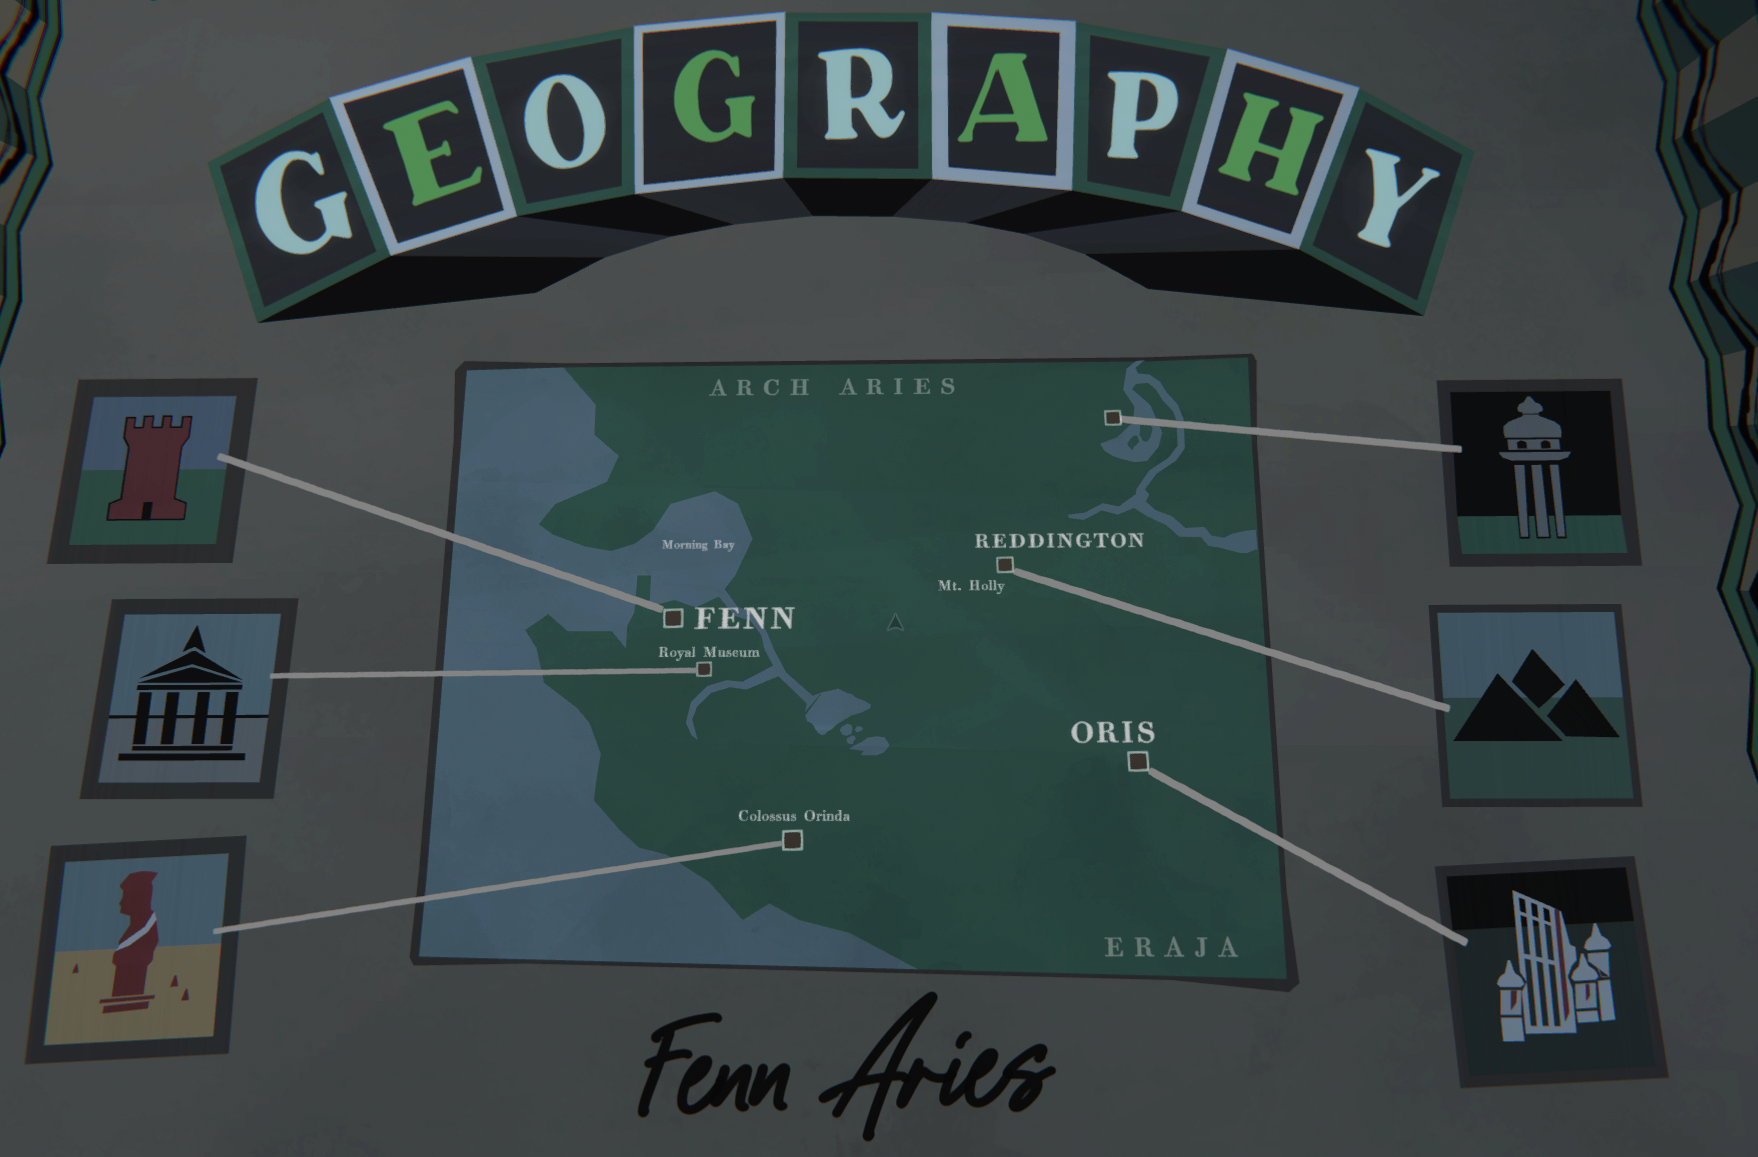 GEOGRAPHY
ARCH ARIES
REDDINGTON
Morning Bay
Mt. Holly
FENN
Royal Museum
ORIS
Colossus Orinda
ERAJA
Fenn Aries